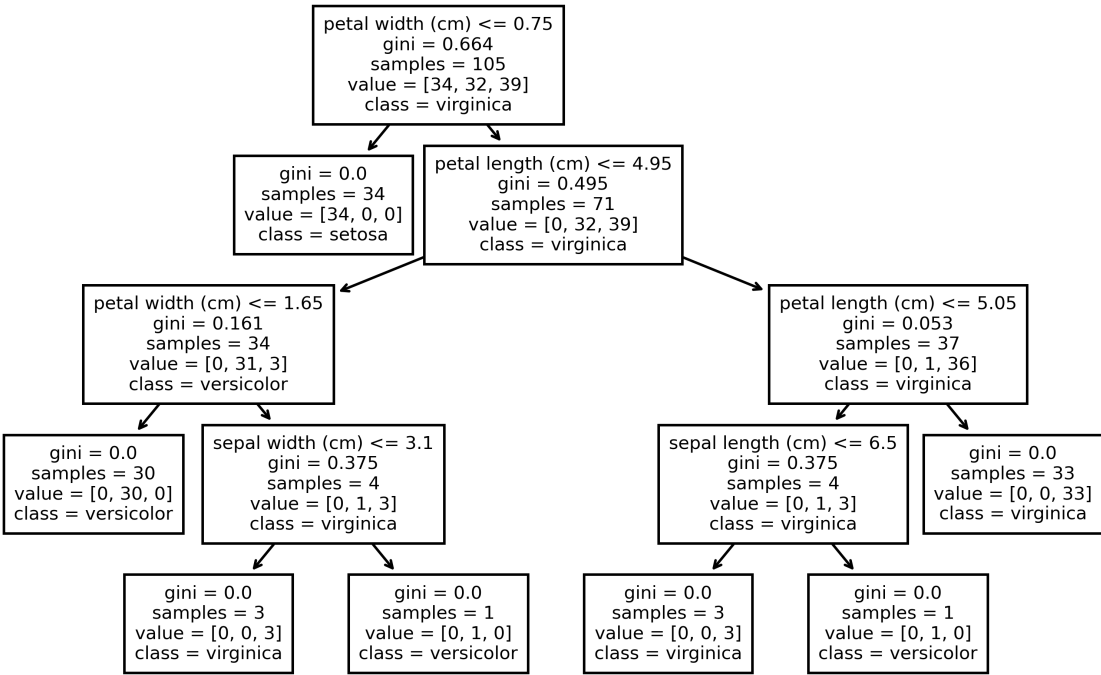 petal width (cm) <= 0.75
gini = 0.664
samples = 105
value = [34, 32, 39]
class = virginica
gini = 0.0
samples = 34
value = [34, 0, 0]
class = setosa
petal length (cm) <= 4.95
gini = 0.495
samples = 71
value = [0, 32, 39]
class = virginica
petal width (cm) <= 1.65
gini = 0.161
samples = 34
value = [0, 31, 3]
class = versicolor
petal length (cm) <= 5.05
gini = 0.053
samples = 37
value = [0, 1, 36]
class = virginica
gini = 0.0
samples = 30
value = [0, 30, 0]
class = versicolor
sepal width (cm) <= 3.1
gini = 0.375
samples = 4
value = [0, 1, 3]
class = virginica
sepal length (cm) <= 6.5
gini = 0.375
samples = 4
value = [0, 1, 3]
class = virginica
gini = 0.0
samples = 33
value = [0, 0, 33]
class = virginica
gini = 0.0
samples = 3
value = [0, 0, 3]
class = virginica
gini = 0.0
samples = 1
value = [0, 1, 0]
class = versicolor
gini = 0.0
samples = 3
value = [0, 0, 3]
class = virginica
gini = 0.0
samples = 1
value = [0, 1, 0]
class = versicolor